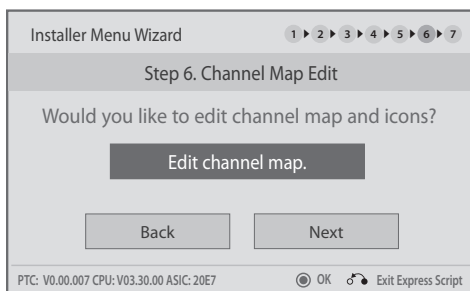 Installer Menu Wizard 1 2 3 4 5 6 7
Step 6. Channel Map Edit
Would you like to edit channel map and icons?
Edit channel map.
Back Next
PTC: V0.00.007 CPU: V03.30.00 ASIC: 20E7 OK Exit Express Script